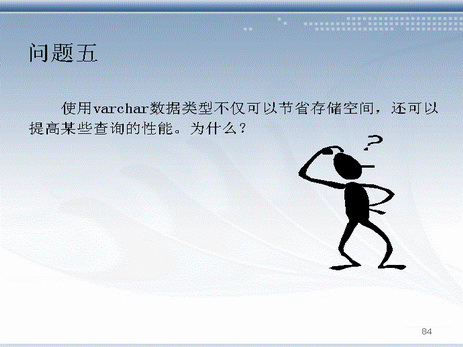 问题五
使用varchar数据类型不仅可以节省存储空间，还可以
提高某些查询的性能。为什么？
?
84